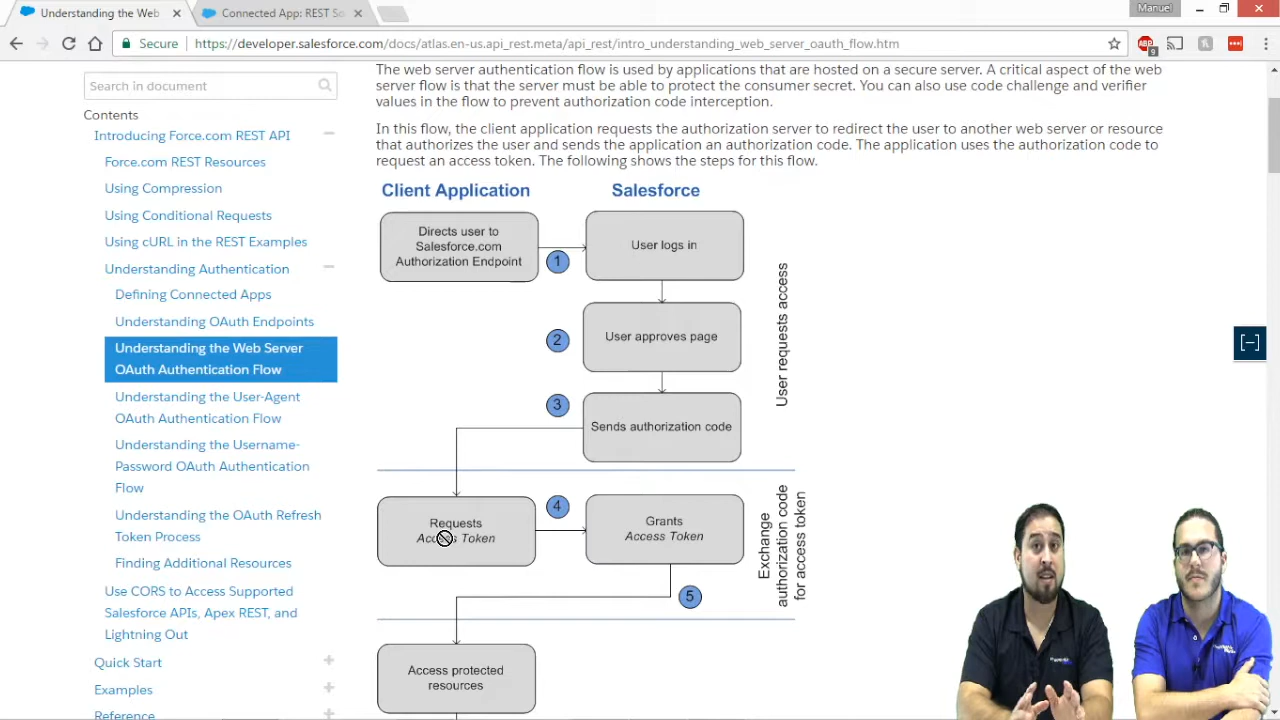 Understanding the Web
Connected App: REST So
Manuel
Secure
https://developer.salesforce.com/docs/atlas.en-us.api_rest.meta/api_rest/intro_understanding_web_server_oauth_flow.htm
ABP
9
Search in document
Contents
Introducing Force.com REST API
Force.com REST Resources
Using Compression
Using Conditional Requests
Using cURL in the REST Examples
Understanding Authentication
Defining Connected Apps
Understanding OAuth Endpoints
Understanding the Web Server
OAuth Authentication Flow
Understanding the User-Agent
OAuth Authentication Flow
Understanding the Username-
Password OAuth Authentication
Flow
Understanding the OAuth Refresh
Token Process
Finding Additional Resources
Use CORS to Access Supported
Salesforce APIs, Apex REST, and
Lightning Out
Quick Start
Examples
Reference
The web server authentication flow is used by applications that are hosted on a secure server. A critical aspect of the web
server flow is that the server must be able to protect the consumer secret. You can also use code challenge and verifier
values in the flow to prevent authorization code interception.
In this flow, the client application requests the authorization server to redirect the user to another web server or resource
that authorizes the user and sends the application an authorization code. The application uses the authorization code to
request an access token. The following shows the steps for this flow.
Client Application
Salesforce
Directs user to
Salesforce.com
Authorization Endpoint
1
User logs in
2
User approves page
3
Sends authorization code
User requests access
Requests
Access Token
4
Grants
Access Token
5
Exchange
authorization code
for access token
Access protected
resources